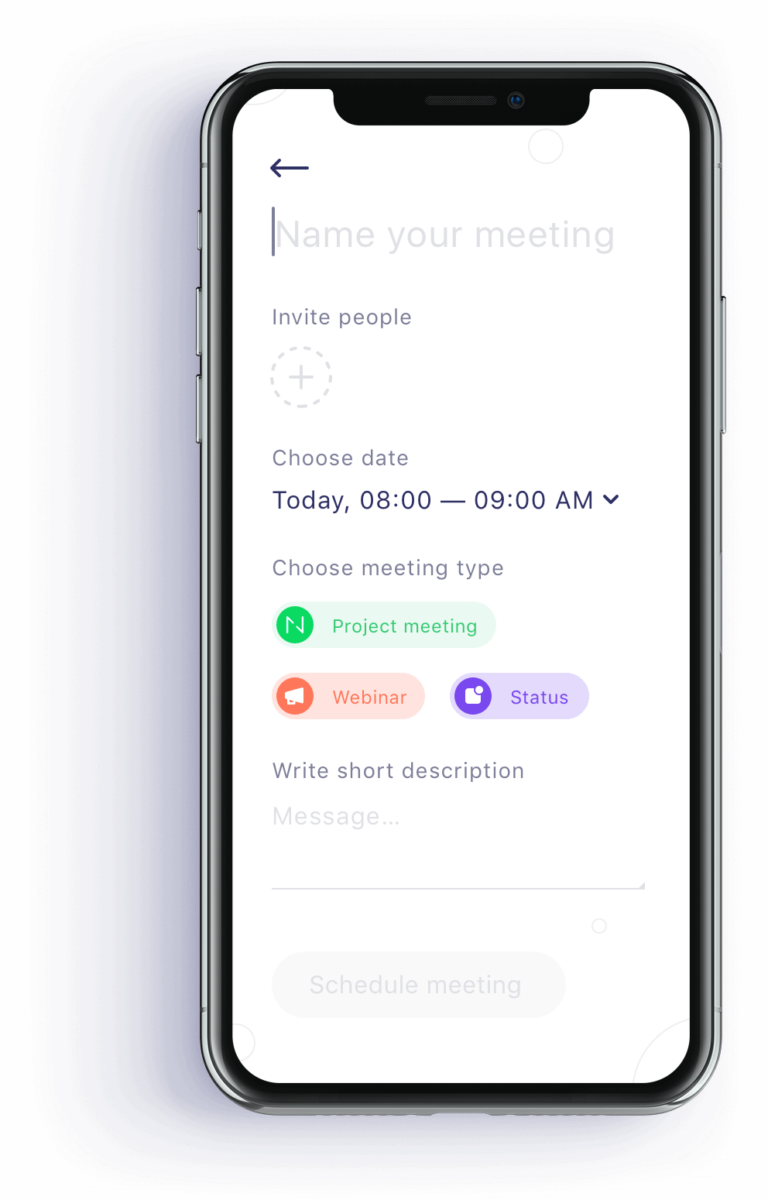 Name your meeting
Invite people
Choose date
Today, 08:00 — 09:00 AM
Choose meeting type
Project meeting
Webinar
Status
Write short description
Message...
Schedule meeting